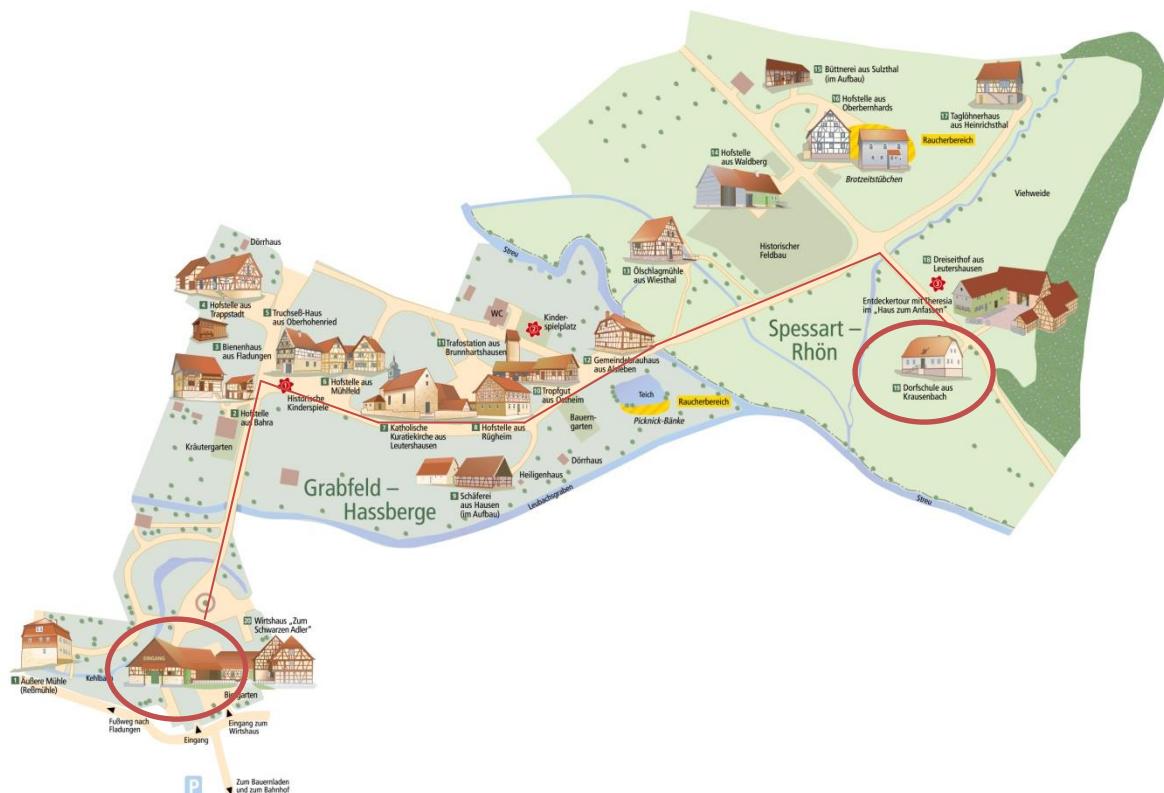 15 Büttnerei aus Sulzthal
(im Aufbau)
16 Hofstelle aus
Oberbernhards
17 Taglöhnerhaus
aus Heinrichsthal
Raucherbereich
Brotzeitstübchen
14 Hofstelle
aus Waldberg
Viehweide
Historischer
Feldbau
Streu
13 Ölschlagmühle
aus Wiesthal
18 Dreiseithof aus
Leutershausen
3
Entdeckertour mit Theresia
im „Haus zum Anfassen“
Spessart –
Rhön
19 Dorfschule aus
Krausenbach
Dörrhaus
4 Hofstelle aus
Trappstadt
5 Truchseß-Haus
aus Oberhohenried
3 Bienenhaus
aus Fladungen
WC
2
Kinder-
spielplatz
11 Trafostation aus
Brunnhartshausen
12 Gemeindebrauhaus
aus Alsleben
1
Historische
Kinderspiele
6 Hofstelle aus
Mühlfeld
10 Tropfgut
aus Ostheim
2 Hofstelle
aus Bahra
7 Katholische
Kuratiekirche aus
Leutershausen
8 Hofstelle aus
Rügheim
Bauern-
garten
Teich
Raucherbereich
Picknick-Bänke
Kräutergarten
Dörrhaus
Heiligenhaus
9 Schäferei
aus Hausen
(im Aufbau)
Grabfeld –
Hassberge
Leubachsgraben
Streu
20 Wirtshaus „Zum
Schwarzen Adler“
EINGANG
1 Äußere Mühle
(Reßmühle)
Kehlbach
Biergarten
Fußweg nach
Fladungen
Eingang
Eingang zum
Wirtshaus
P
Zum Bauernladen
und zum Bahnhof